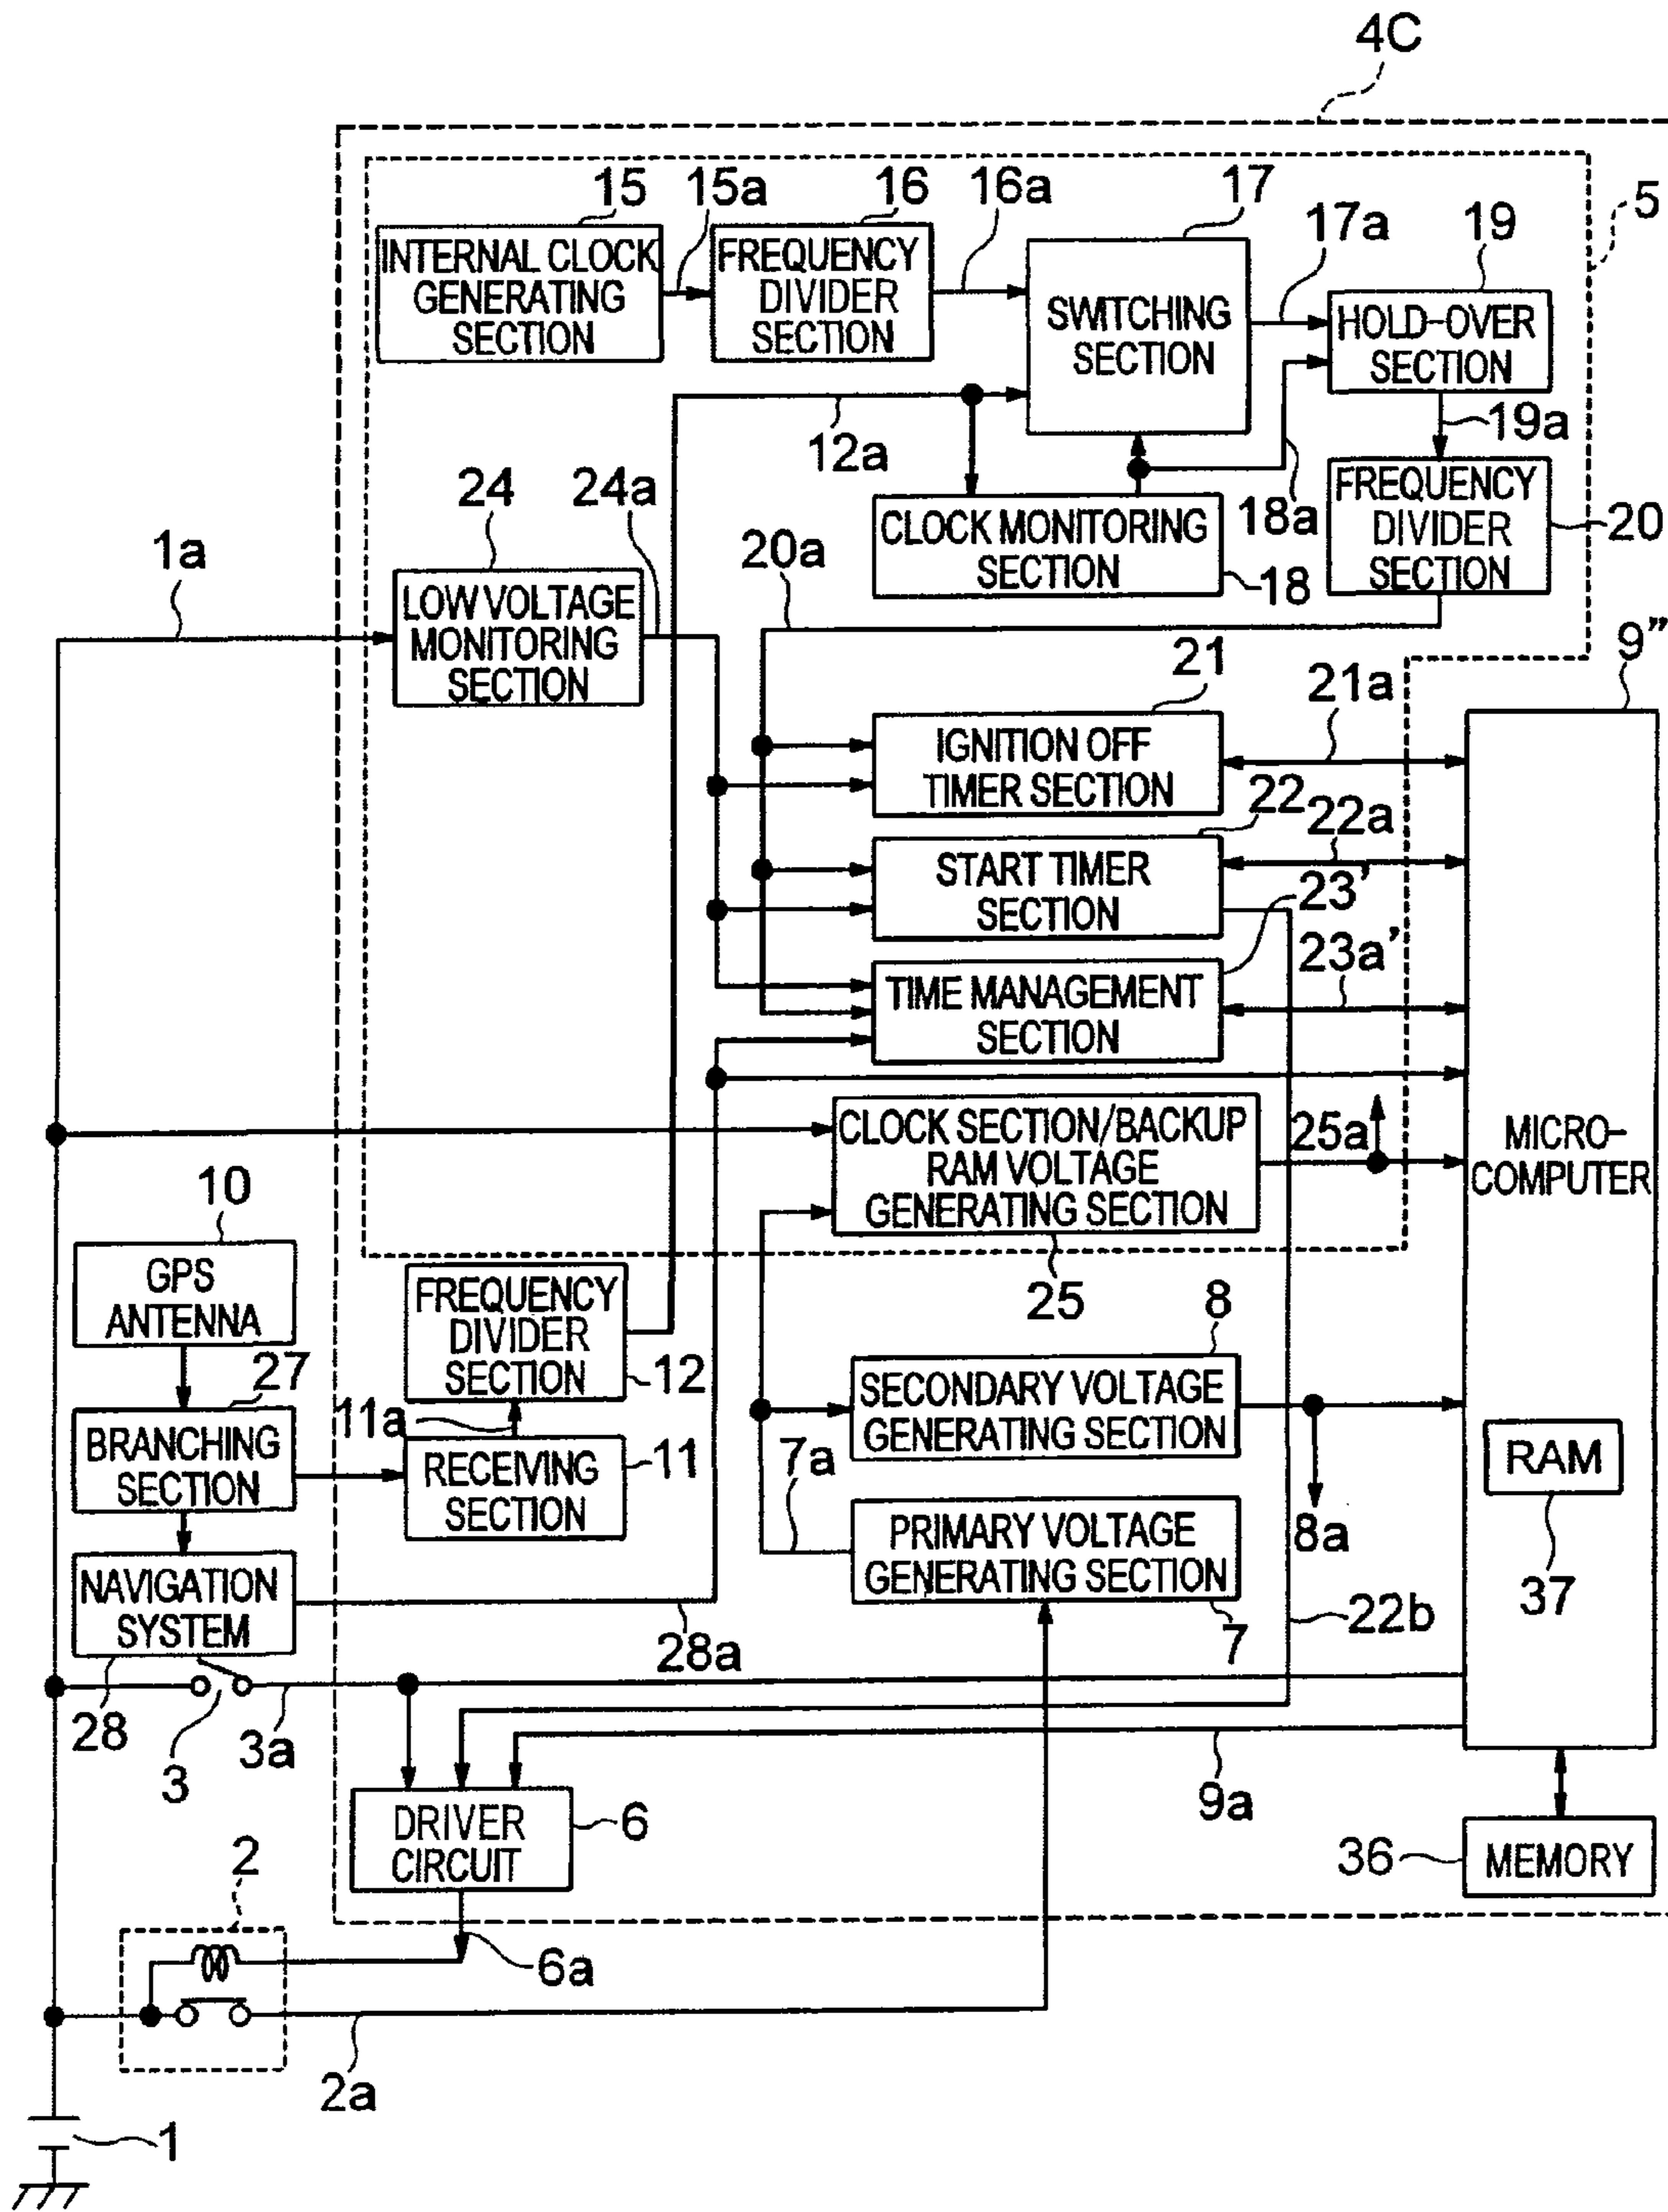 4C
5
15
15a
16
16a
17
17a
19
INTERNAL CLOCK
GENERATING
SECTION
FREQUENCY
DIVIDER
SECTION
SWITCHING
SECTION
HOLD-OVER
SECTION
12a
19a
18a
CLOCK MONITORING
SECTION
18
FREQUENCY
DIVIDER
SECTION
20
1a
24
24a
20a
LOW VOLTAGE
MONITORING
SECTION
21
21a
9”
IGNITION OFF
TIMER SECTION
22
22a
START TIMER
SECTION
23’
23a’
TIME MANAGEMENT
SECTION
CLOCK SECTION/BACKUP
RAM VOLTAGE
GENERATING SECTION
25a
25
MICRO-
COMPUTER
10
GPS
ANTENNA
FREQUENCY
DIVIDER
SECTION
12
27
BRANCHING
SECTION
11a
RECEIVING
SECTION
11
8
SECONDARY VOLTAGE
GENERATING SECTION
7a
8a
RAM
37
NAVIGATION
SYSTEM
28
28a
PRIMARY VOLTAGE
GENERATING SECTION
7
22b
3
3a
9a
DRIVER
CIRCUIT
6
36
MEMORY
2
6a
2a
1